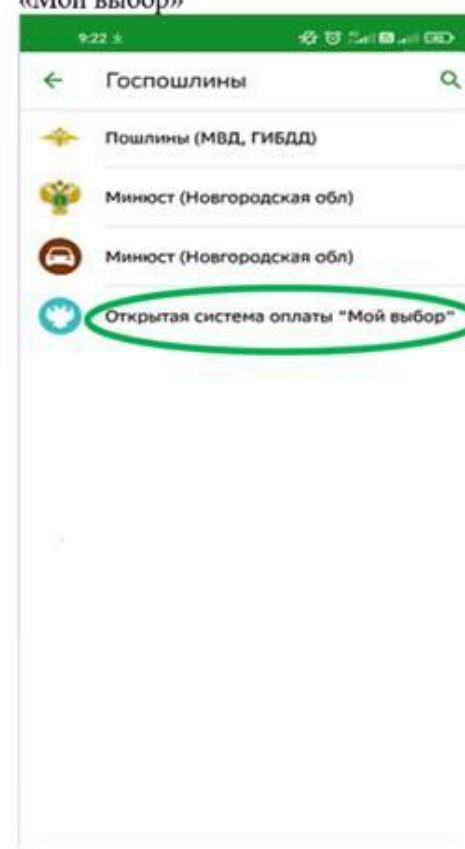 «Мой выбор»
9:22
Госпошлины
Пошлины (МВД, ГИБДД)
Минюст (Новгородская обл)
Минюст (Новгородская обл)
Открытая система оплаты "Мой выбор"